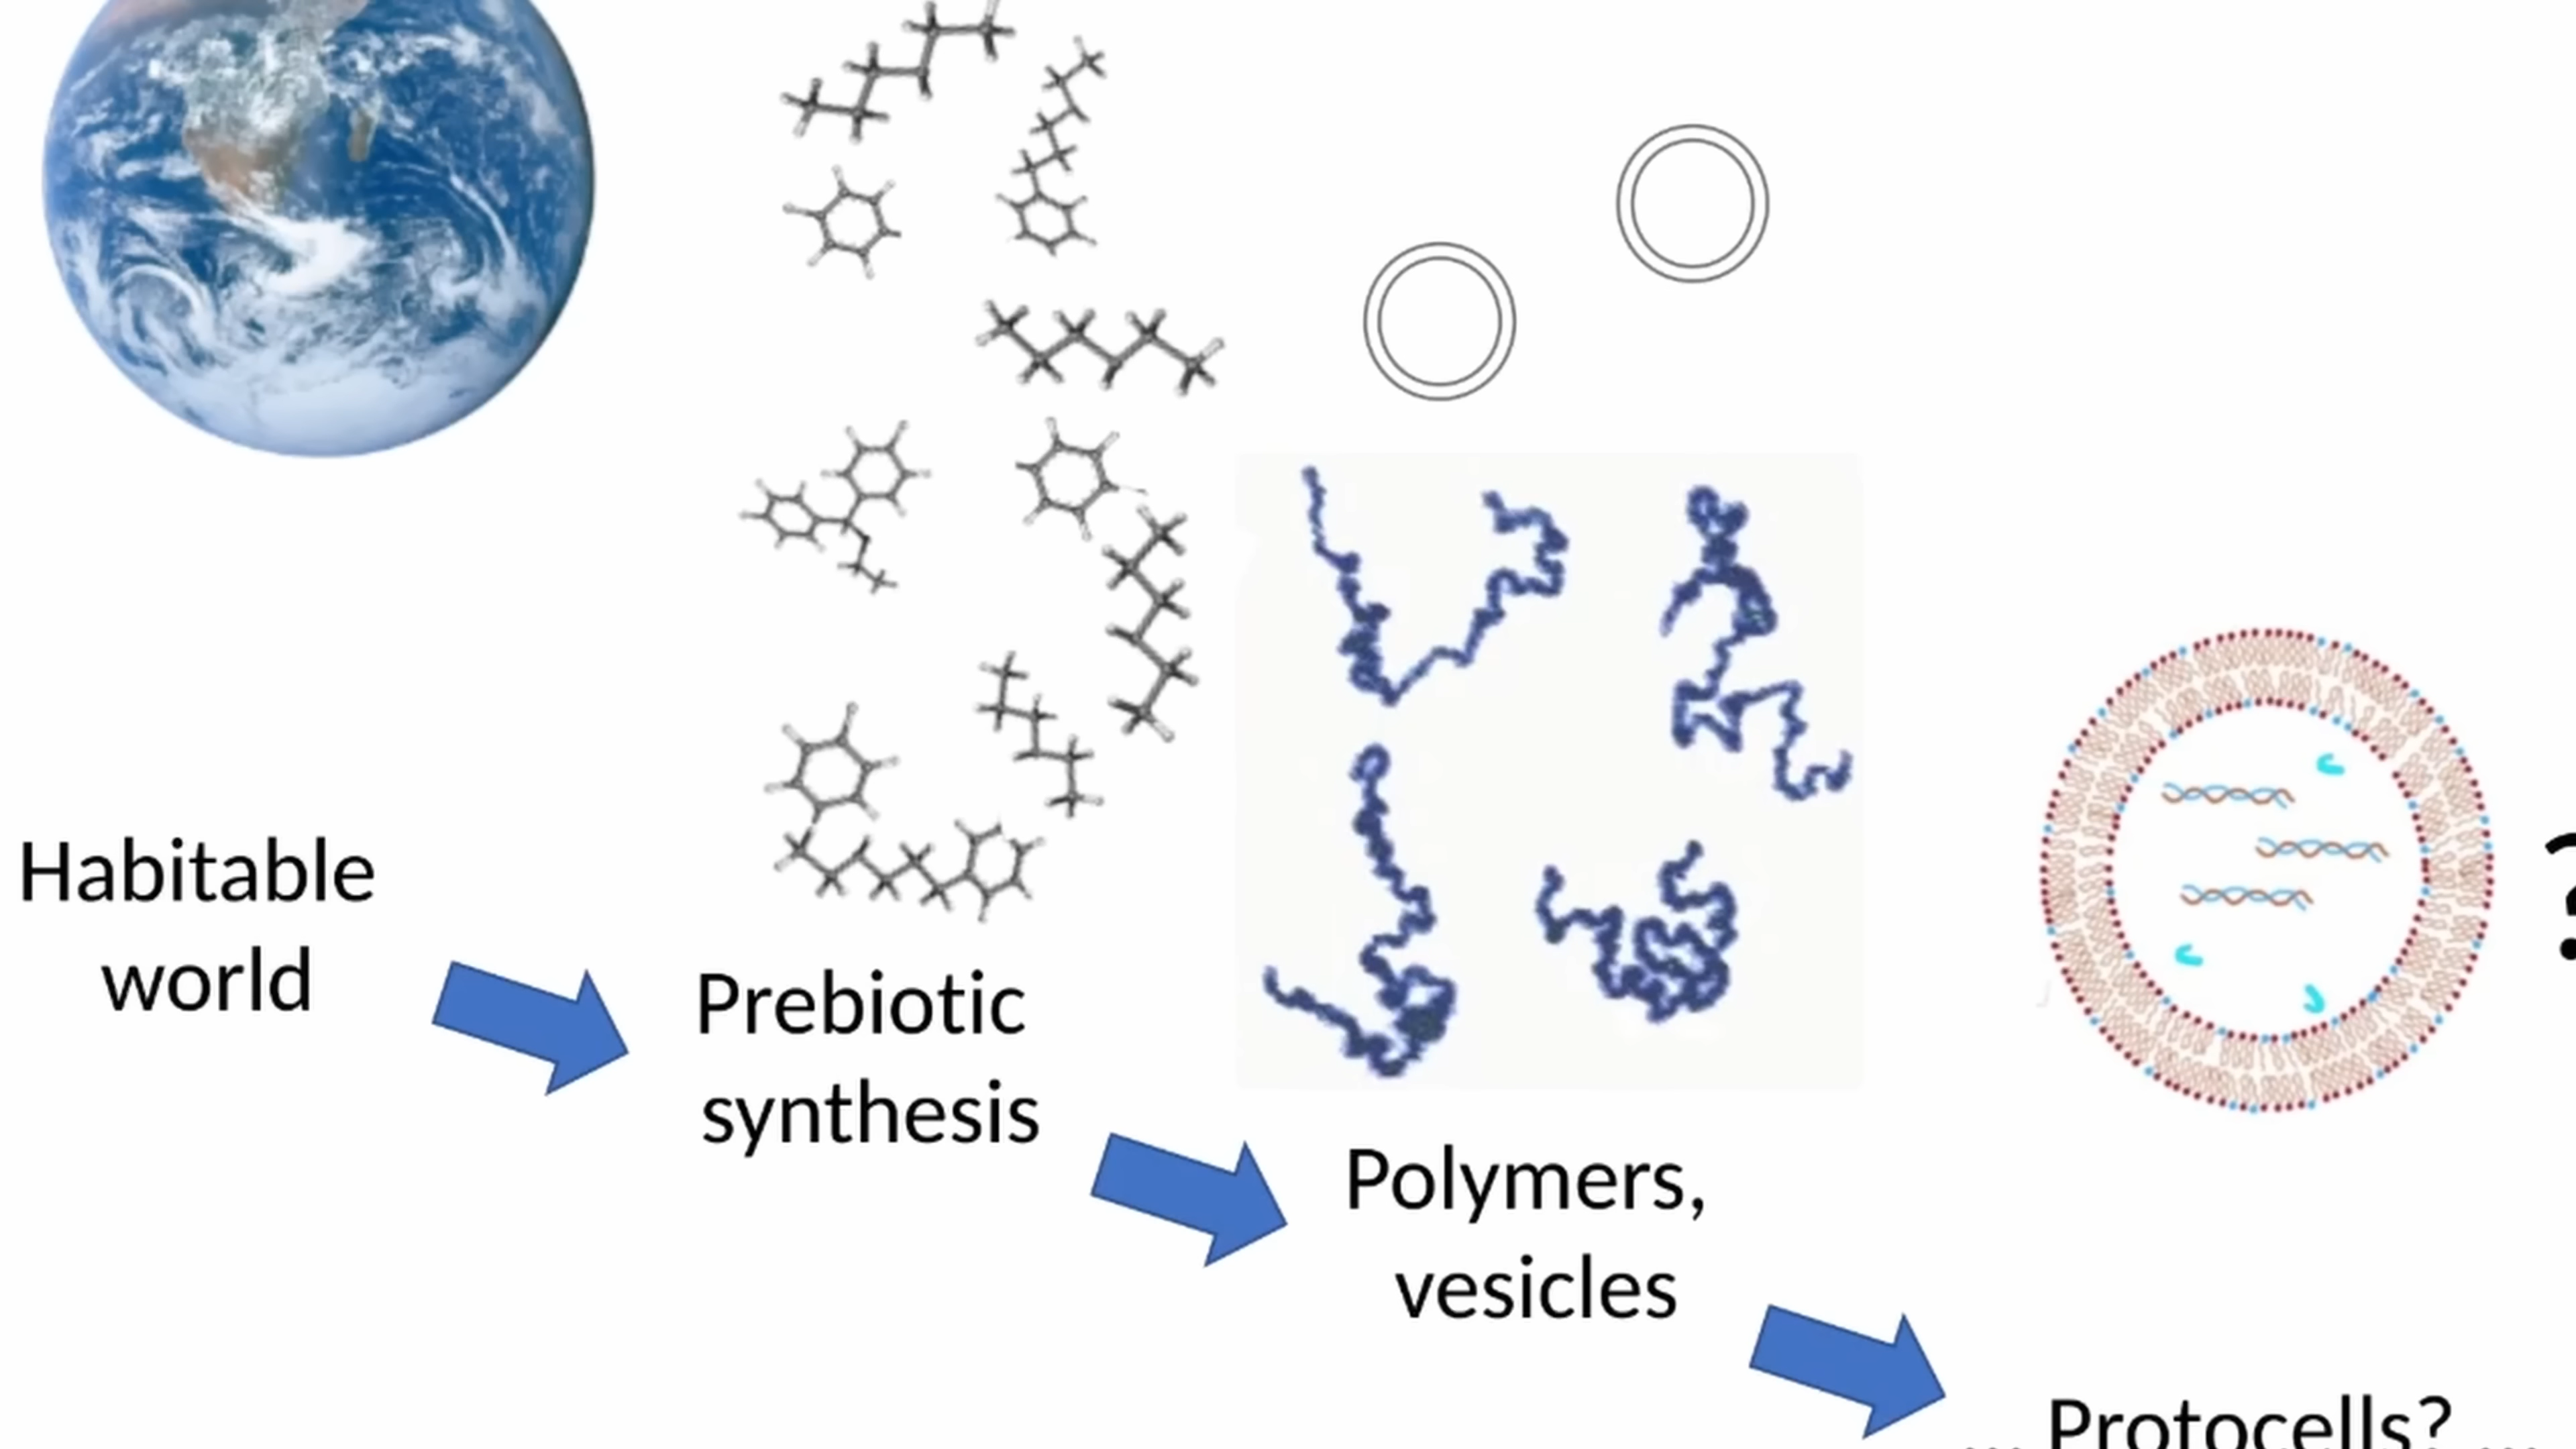 Habitable
world
Prebiotic
synthesis
Polymers,
vesicles
?
... Protocells? ...